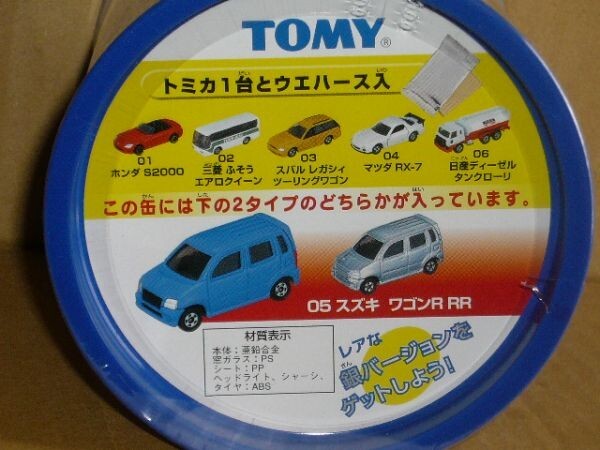 TOMY®
トミカ1台とウエハース入
01
ホンダ S2000
02
三菱 ふそう
エアロクイーン
03
スバル レガシィ
ツーリングワゴン
04
マツダ RX-7
06
日産ディーゼル
タンクローリ
この缶には下の2タイプのどちらかが入っています。
05 スズキ ワゴンR RR
材質表示
本体：亜鉛合金
窓ガラス：PS
シート：PP
ヘッドライト、シャーシ、
タイヤ：ABS
レアな
銀バージョンを
ゲットしよう！